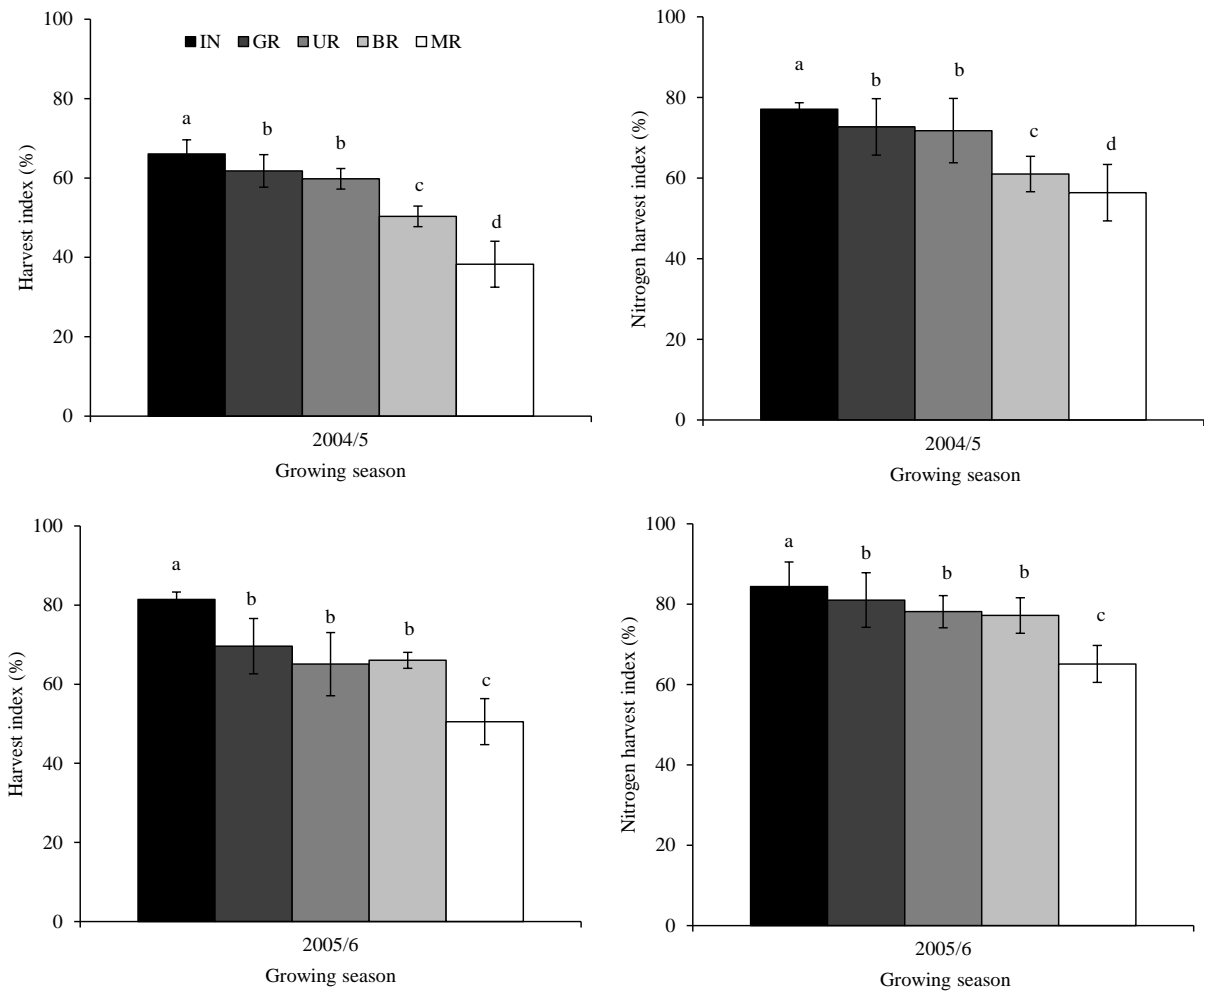 100
80
60
40
20
0
Harvest index (%)
IN GR UR BR MR
a b b c d
2004/5
Growing season
100
80
60
40
20
0
Nitrogen harvest index (%)
a b b c d
2004/5
Growing season
100
80
60
40
20
0
Harvest index (%)
a b b b c
2005/6
Growing season
100
80
60
40
20
0
Nitrogen harvest index (%)
a b b b c
2005/6
Growing season